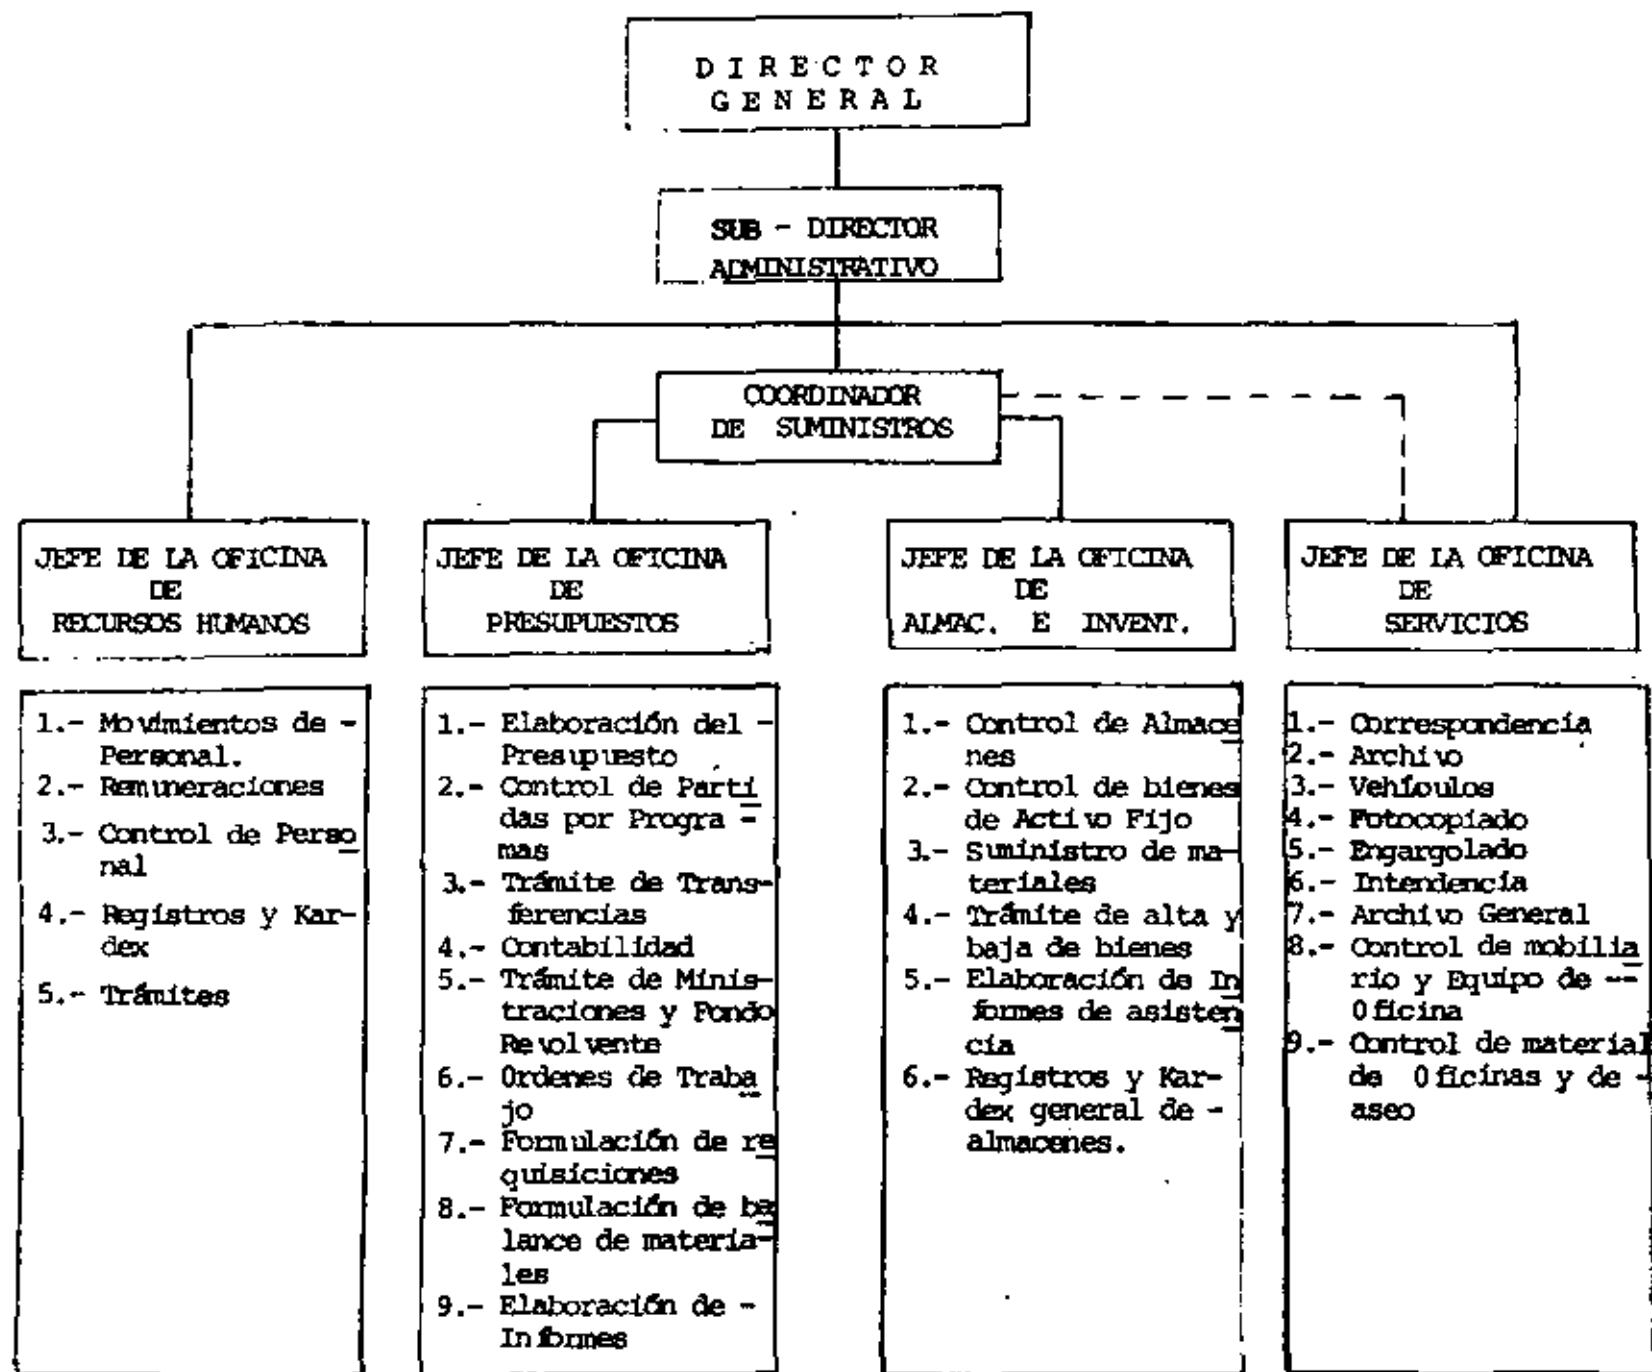 DIRECTOR
GENERAL
SUB - DIRECTOR
ADMINISTRATIVO
COORDINADOR
DE SUMINISTROS
JEFE DE LA OFICINA
DE
RECURSOS HUMANOS
JEFE DE LA OFICINA
DE
PRESUPUESTOS
JEFE DE LA OFICINA
DE
ALMAC. E INVENT.
JEFE DE LA OFICINA
DE
SERVICIOS
1.- Movimientos de -
Personal.
2.- Remuneraciones
3.- Control de Perso
nal
4.- Registros y Kar-
dex
5.- Trámites
1.- Elaboración del -
Presupuesto
2.- Control de Parti
das por Progra -
mas
3.- Trámite de Trans-
ferencias
4.- Contabilidad
5.- Trámite de Minis-
traciones y Fondo
Revolvente
6.- Ordenes de Traba
jo
7.- Formulación de re
quisiciones
8.- Formulación de ba
lance de materia-
les
9.- Elaboración de -
Informes
1.- Control de Almace
nes
2.- Control de bienes
de Activo Fijo
3.- Suministro de ma-
teriales
4.- Trámite de alta y
baja de bienes
5.- Elaboración de In
formes de asisten
cia
6.- Registros y Kar-
dex general de -
almacenes.
1.- Correspondencia
2.- Archivo
3.- Vehículos
4.- Fotocopiado
5.- Engargolado
6.- Intendencia
7.- Archivo General
8.- Control de mobilia
rio y Equipo de --
Oficina
9.- Control de material
de Oficinas y de -
aseo